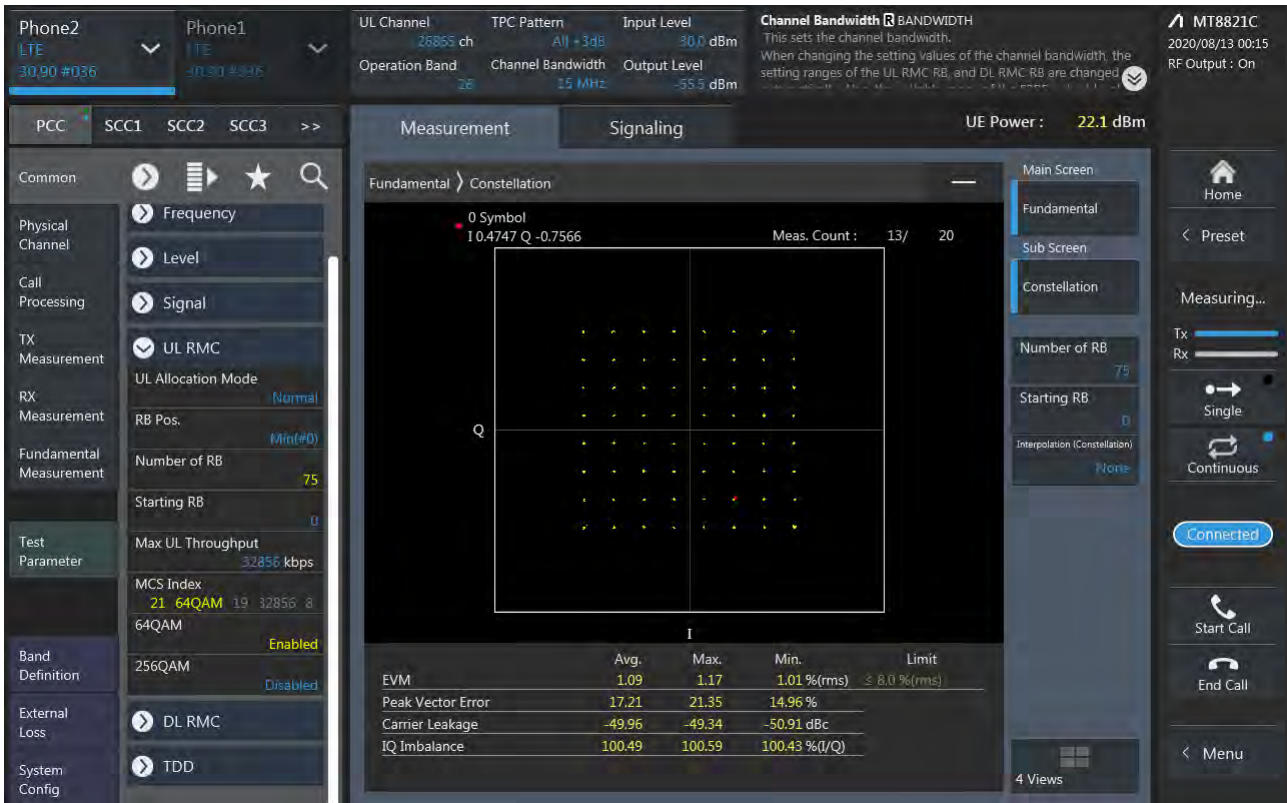 Phone2
LTE
30.90 #036
Phone1
LTE
30.90 #036
UL Channel
26865 ch
Operation Band
26
TPC Pattern
All +3dB
Channel Bandwidth
15 MHz
Input Level
30.0 dBm
Output Level
-55.5 dBm
Channel Bandwidth R BANDWIDTH
This sets the channel bandwidth.
When changing the setting values of the channel bandwidth, the
setting ranges of the UL RMC RB, and DL RMC RB are changed
MT8821C
2020/08/13 00:15
RF Output : On
PCC SCC1 SCC2 SCC3 >>
Measurement
Signaling
UE Power : 22.1 dBm
Common
Physical
Channel
Call
Processing
TX
Measurement
RX
Measurement
Fundamental
Measurement
Test
Parameter
Band
Definition
External
Loss
System
Config
Frequency
Level
Signal
UL RMC
UL Allocation Mode
Normal
RB Pos.
Min(#0)
Number of RB
75
Starting RB
0
Max UL Throughput
32856 kbps
MCS Index
21 64QAM 19 32856 8
64QAM
Enabled
256QAM
Disabled
DL RMC
TDD
Fundamental 〉 Constellation
0 Symbol
I 0.4747 Q -0.7566
Meas. Count : 13/ 20
Q
I
Avg. Max. Min. Limit
EVM 1.09 1.17 1.01 %(rms) ≤ 8.0 %(rms)
Peak Vector Error 17.21 21.35 14.96 %
Carrier Leakage -49.96 -49.34 -50.91 dBc
IQ Imbalance 100.49 100.59 100.43 %(I/Q)
Main Screen
Fundamental
Sub Screen
Constellation
Number of RB
75
Starting RB
0
Interpolation (Constellation)
None
4 Views
Home
< Preset
Measuring...
Tx
Rx
Single
Continuous
Connected
Start Call
End Call
< Menu